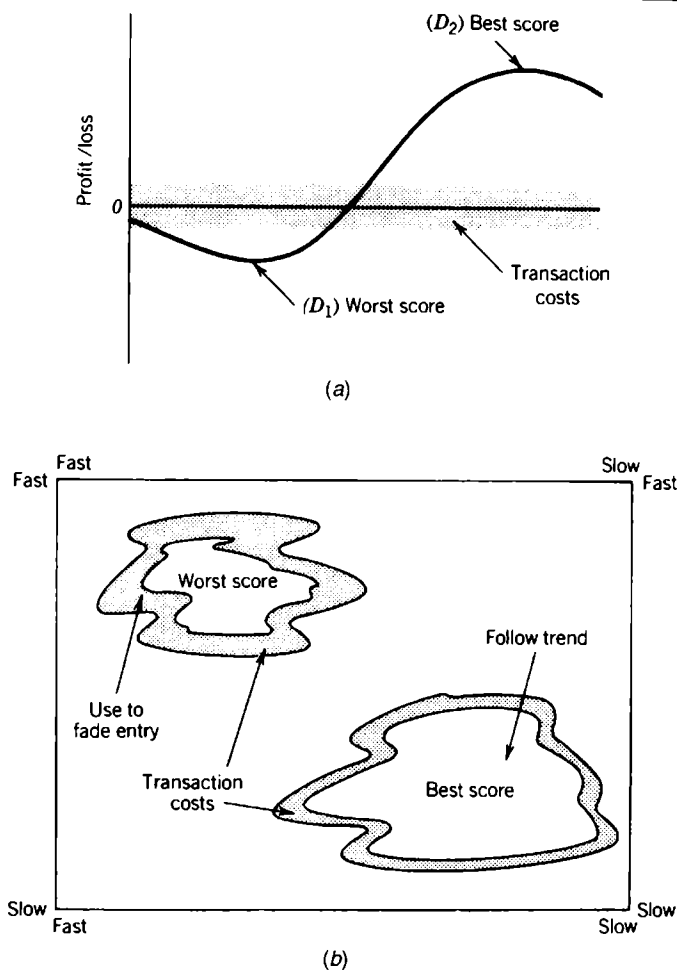 (D₂) Best score
Profit/loss
0
Transaction
costs
(D₁) Worst score
(a)
Fast
Slow
Fast
Fast
Worst score
Follow trend
Use to
fade entry
Transaction
costs
Best score
Slow
Slow
Fast
Slow
(b)